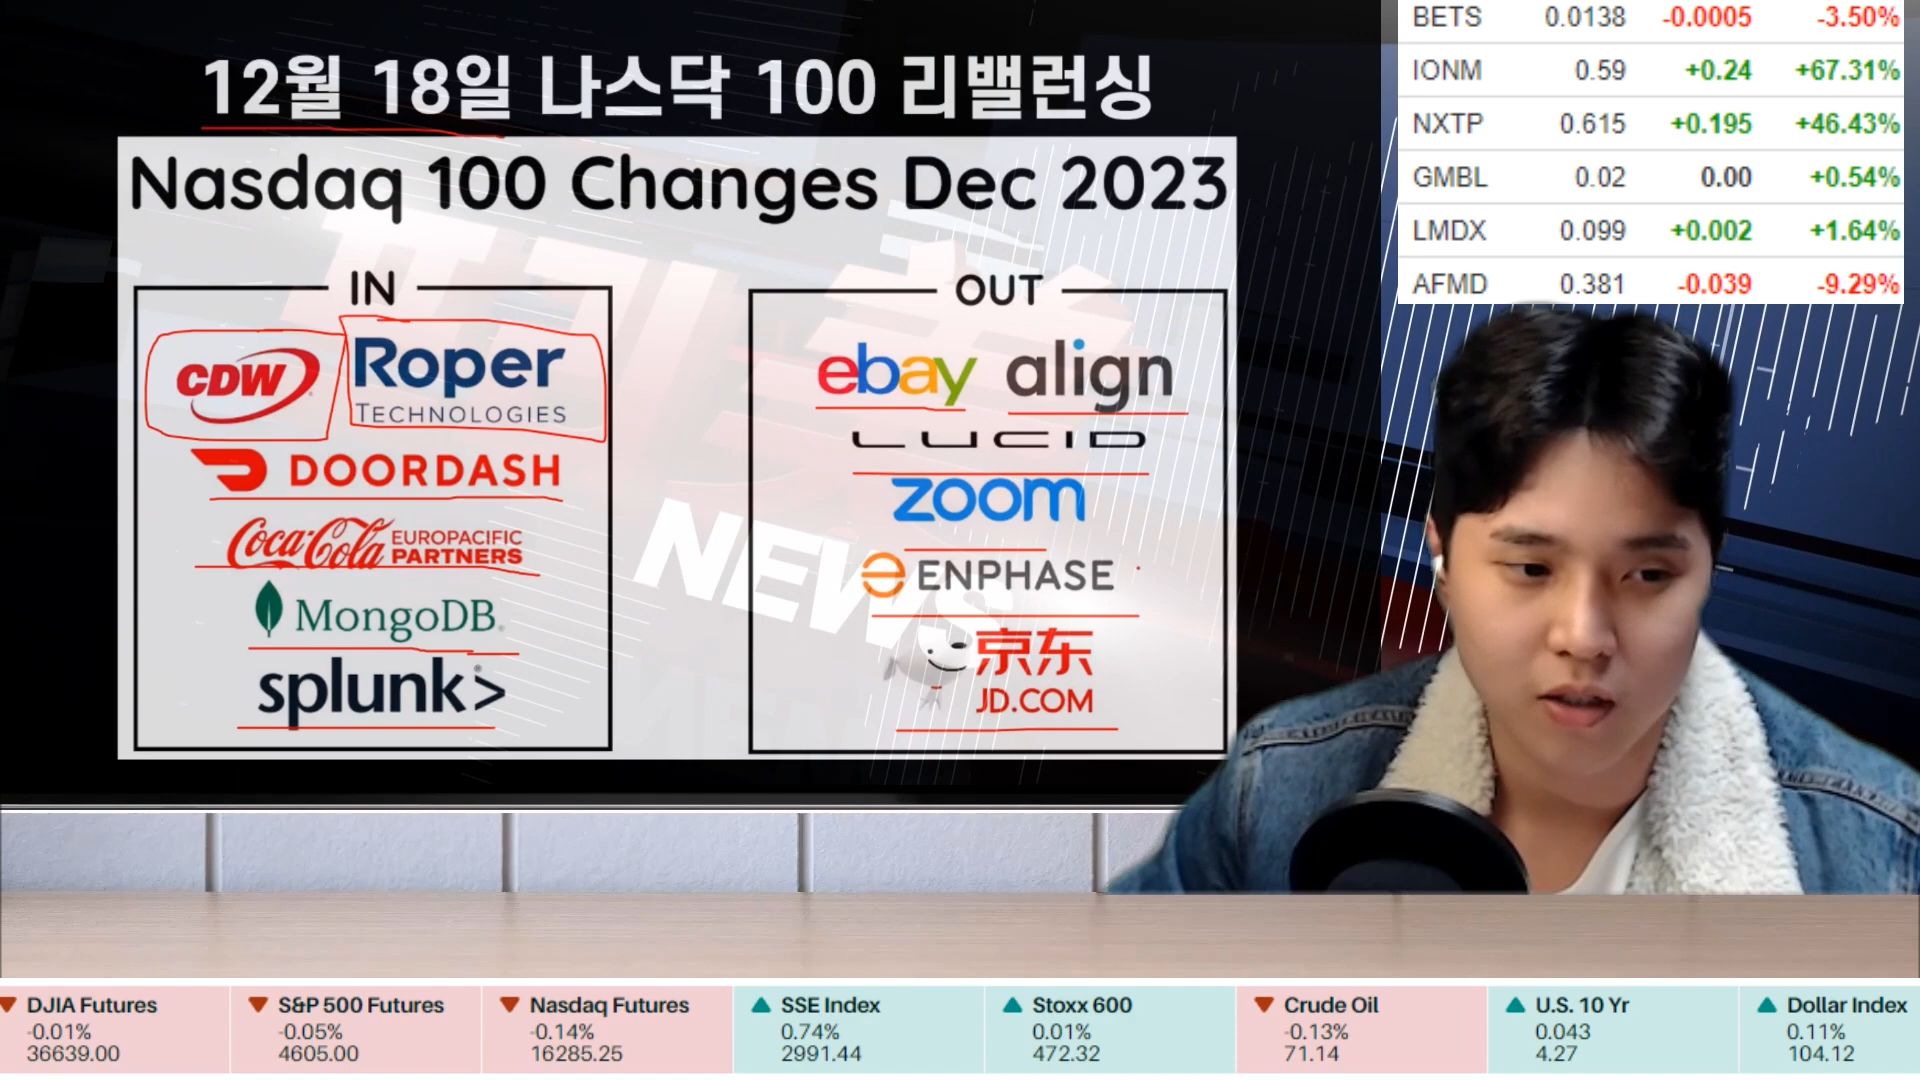 12월 18일 나스닥 100 리밸런싱
Nasdaq 100 Changes Dec 2023
IN
CDW
Roper
TECHNOLOGIES
DOORDASH
Coca-Cola EUROPACIFIC
PARTNERS
MongoDB.
splunk>
OUT
ebay align
LUCID
zoom
ENPHASE
京东
JD.COM
NEWS
BETS 0.0138 -0.0005 -3.50%
IONM 0.59 +0.24 +67.31%
NXTP 0.615 +0.195 +46.43%
GMBL 0.02 0.00 +0.54%
LMDX 0.099 +0.002 +1.64%
AFMD 0.381 -0.039 -9.29%
DJIA Futures
-0.01%
36639.00
S&P 500 Futures
-0.05%
4605.00
Nasdaq Futures
-0.14%
16285.25
SSE Index
0.74%
2991.44
Stoxx 600
0.01%
472.32
Crude Oil
-0.13%
71.14
U.S. 10 Yr
0.043
4.27
Dollar Index
0.11%
104.12